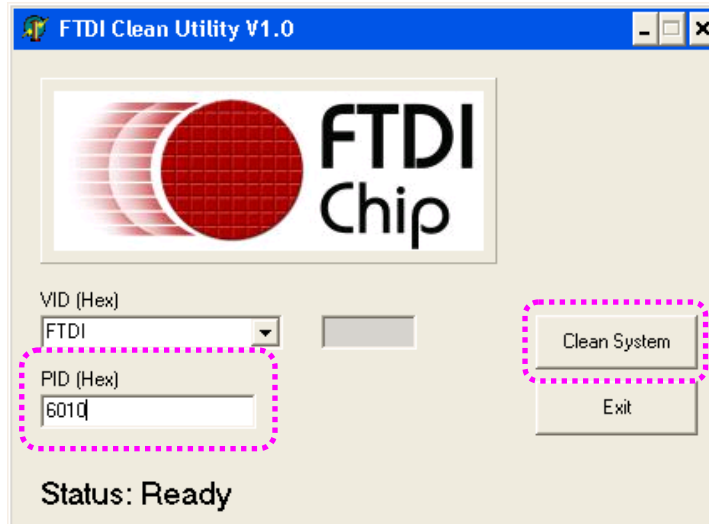 FTDI Clean Utility V1.0
FTDI
Chip
VID (Hex)
FTDI
Clean System
PID (Hex)
6010
Exit
Status: Ready